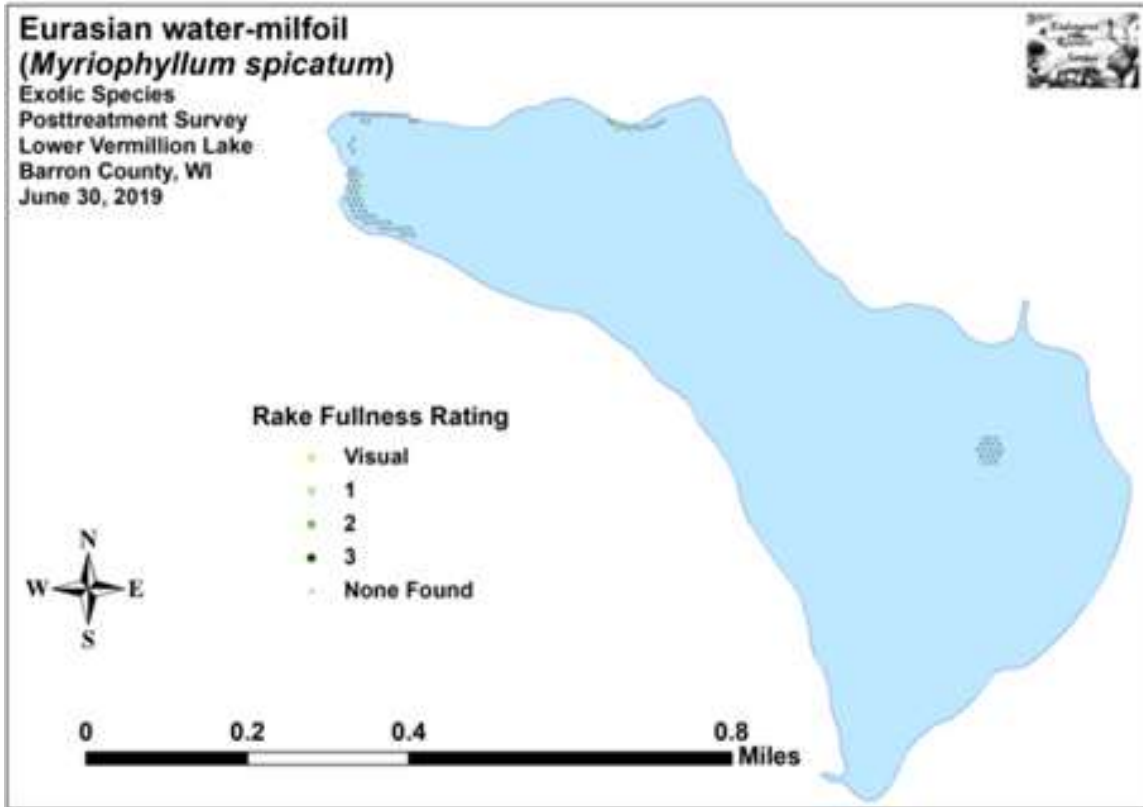 Eurasian water-milfoil
(Myriophyllum spicatum)
Exotic Species
Posttreatment Survey
Lower Vermillion Lake
Barron County, WI
June 30, 2019
Rake Fullness Rating
Visual
1
2
3
None Found
N
W E
S
0 0.2 0.4 0.8
Miles